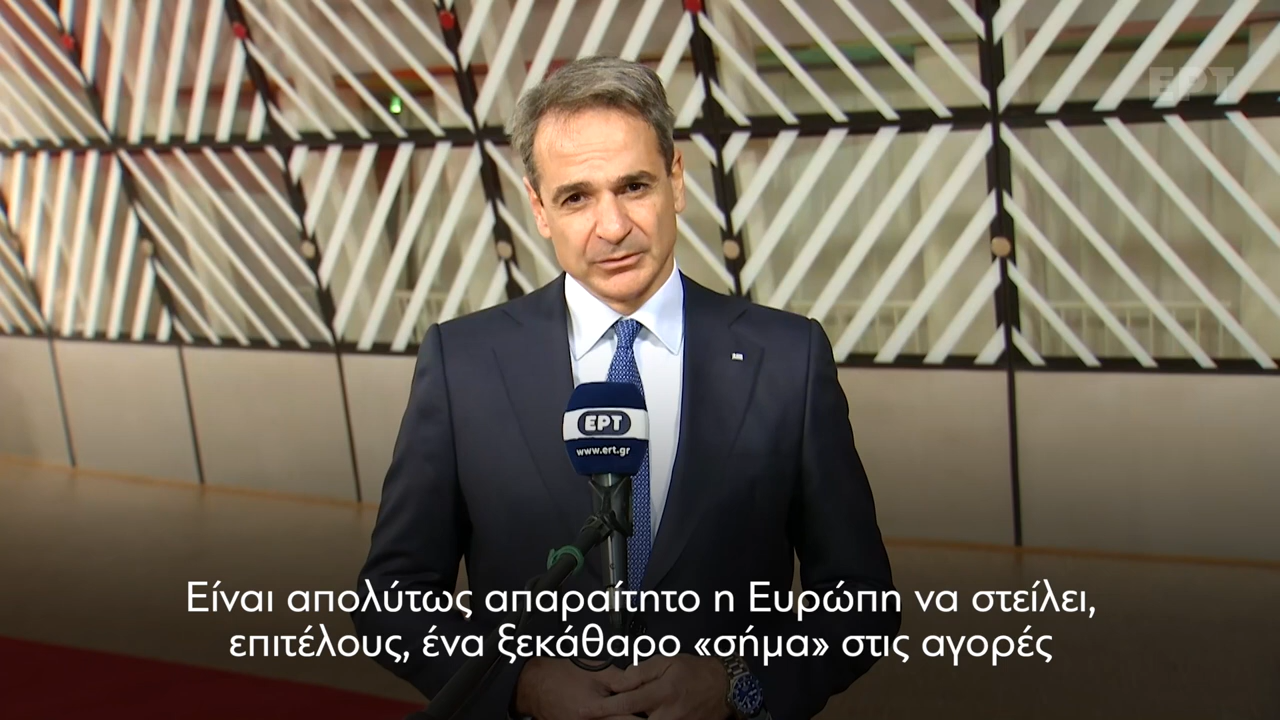 ΕΡΤ
ΕΡΤ
www.ert.gr
Είναι απολύτως απαραίτητο η Ευρώπη να στείλει,
επιτέλους, ένα ξεκάθαρο «σήμα» στις αγορές